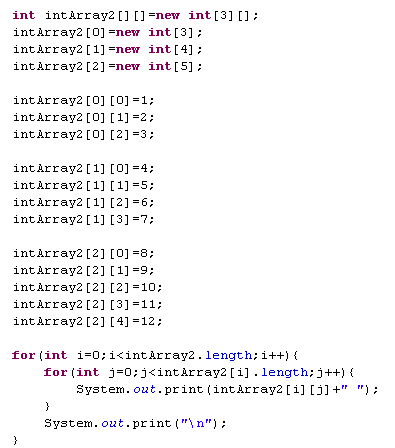 int intArray2[][]=new int[3][];
intArray2[0]=new int[3];
intArray2[1]=new int[4];
intArray2[2]=new int[5];
intArray2[0][0]=1;
intArray2[0][1]=2;
intArray2[0][2]=3;
intArray2[1][0]=4;
intArray2[1][1]=5;
intArray2[1][2]=6;
intArray2[1][3]=7;
intArray2[2][0]=8;
intArray2[2][1]=9;
intArray2[2][2]=10;
intArray2[2][3]=11;
intArray2[2][4]=12;
for(int i=0;i<intArray2.length;i++){
    for(int j=0;j<intArray2[i].length;j++){
        System.out.print(intArray2[i][j]+" ");
    }
    System.out.print("\n");
}